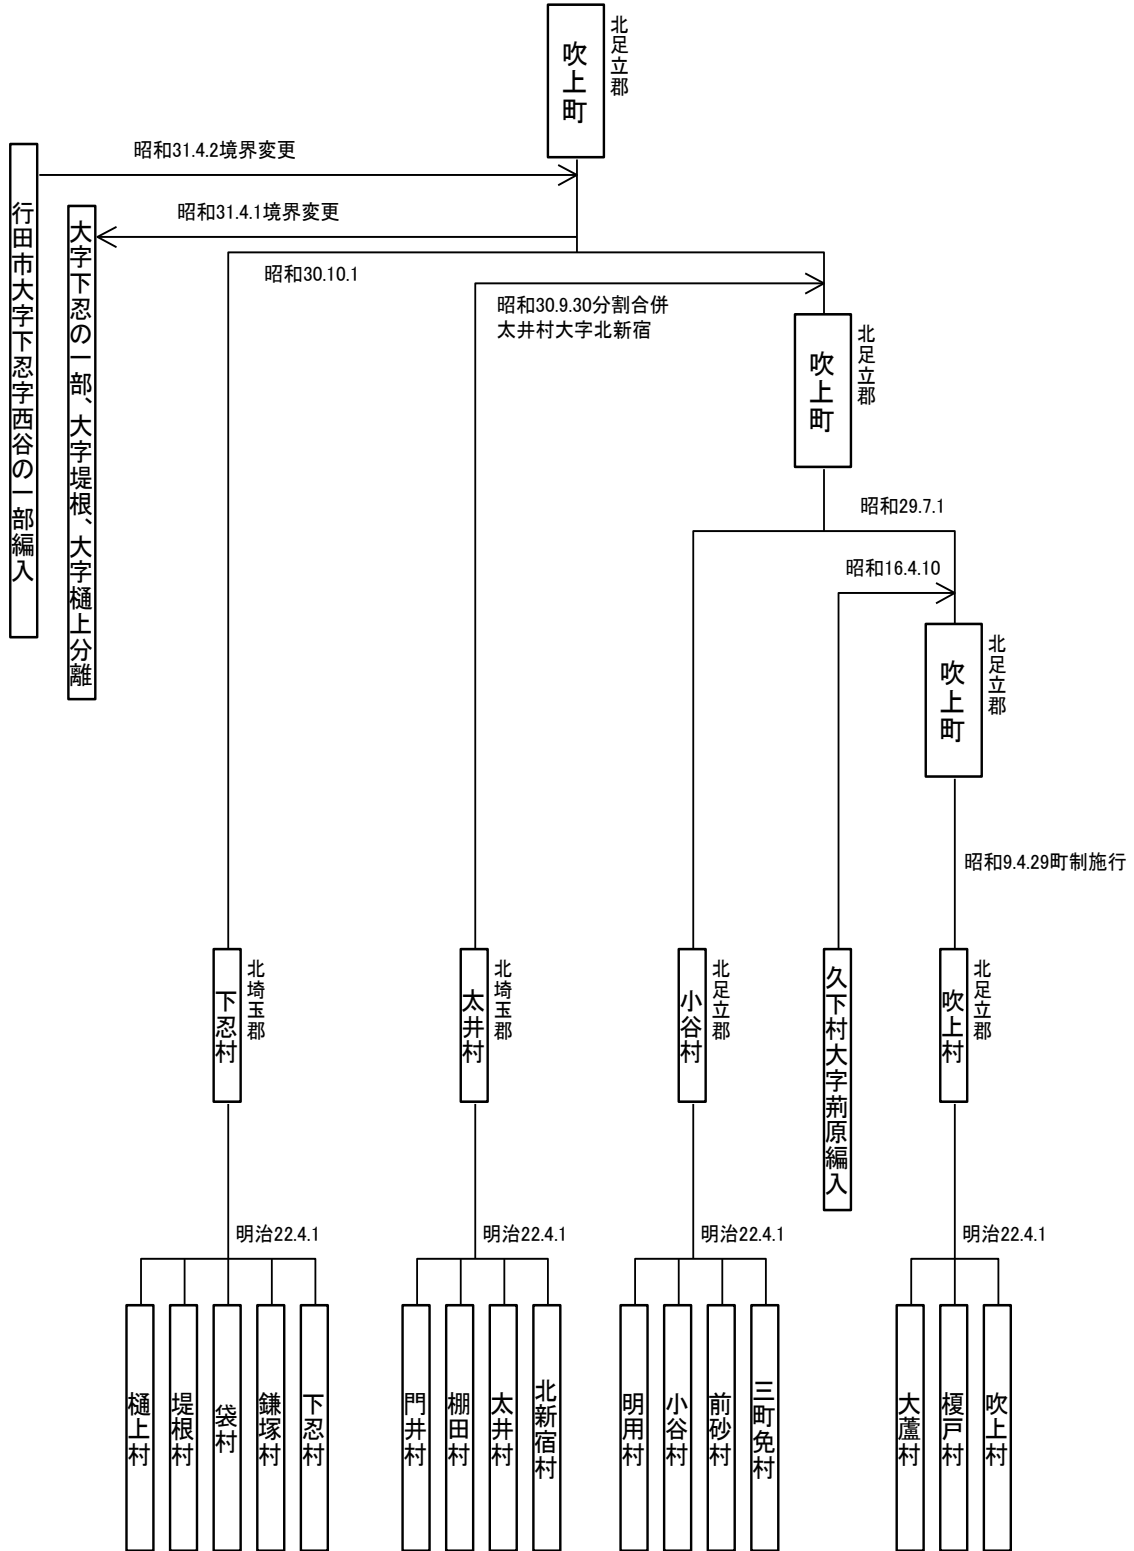 北足立郡
吹上町
昭和31.4.2境界変更
行田市大字下忍字西谷の一部編入
昭和31.4.1境界変更
大字下忍の一部、大字堤根、大字樋上分離
昭和30.10.1
昭和30.9.30分割合併
太井村大字北新宿
北足立郡
吹上町
昭和29.7.1
昭和16.4.10
北足立郡
吹上町
昭和9.4.29町制施行
北足立郡
吹上村
久下村大字荊原編入
北足立郡
小谷村
北埼玉郡
太井村
北埼玉郡
下忍村
明治22.4.1
明治22.4.1
明治22.4.1
明治22.4.1
吹上村
榎戸村
大蘆村
三町免村
前砂村
小谷村
明用村
北新宿村
太井村
棚田村
門井村
下忍村
鎌塚村
袋村
堤根村
樋上村